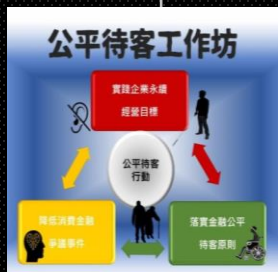 公平待客工作坊
實踐企業永續
經營目標
公平待客
行動
降低消費金融
爭議事件
落實金融公平
待客原則